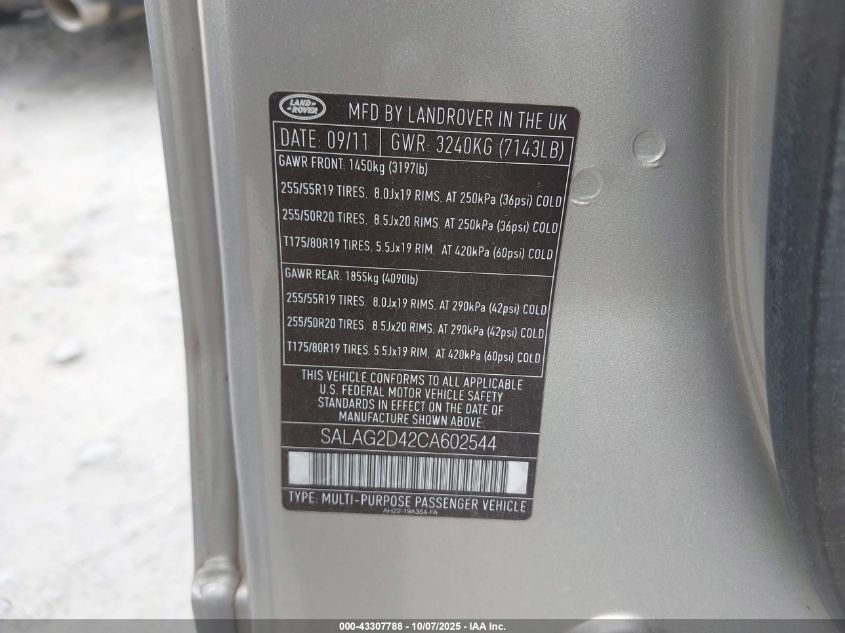 LAND-
-ROVER
MFD BY LANDROVER IN THE UK
DATE: 09/11 GWR: 3240KG (7143LB)
GAWR FRONT: 1450kg (3197lb)
255/55R19 TIRES. 8.0Jx19 RIMS. AT 250kPa (36psi) COLD
255/50R20 TIRES. 8.5Jx20 RIMS. AT 250kPa (36psi) COLD
T175/80R19 TIRES. 5.5Jx19 RIM. AT 420kPa (60psi) COLD
GAWR REAR: 1855kg (4090lb)
255/55R19 TIRES. 8.0Jx19 RIMS. AT 290kPa (42psi) COLD
255/50R20 TIRES. 8.5Jx20 RIMS. AT 290kPa (42psi) COLD
T175/80R19 TIRES. 5.5Jx19 RIM. AT 420kPa (60psi) COLD
THIS VEHICLE CONFORMS TO ALL APPLICABLE
U.S. FEDERAL MOTOR VEHICLE SAFETY
STANDARDS IN EFFECT ON THE DATE OF
MANUFACTURE SHOWN ABOVE.
SALAG2D42CA602544
TYPE: MULTI-PURPOSE PASSENGER VEHICLE
AH22-19A354-FA
000-43307788 - 10/07/2025 - IAA Inc.